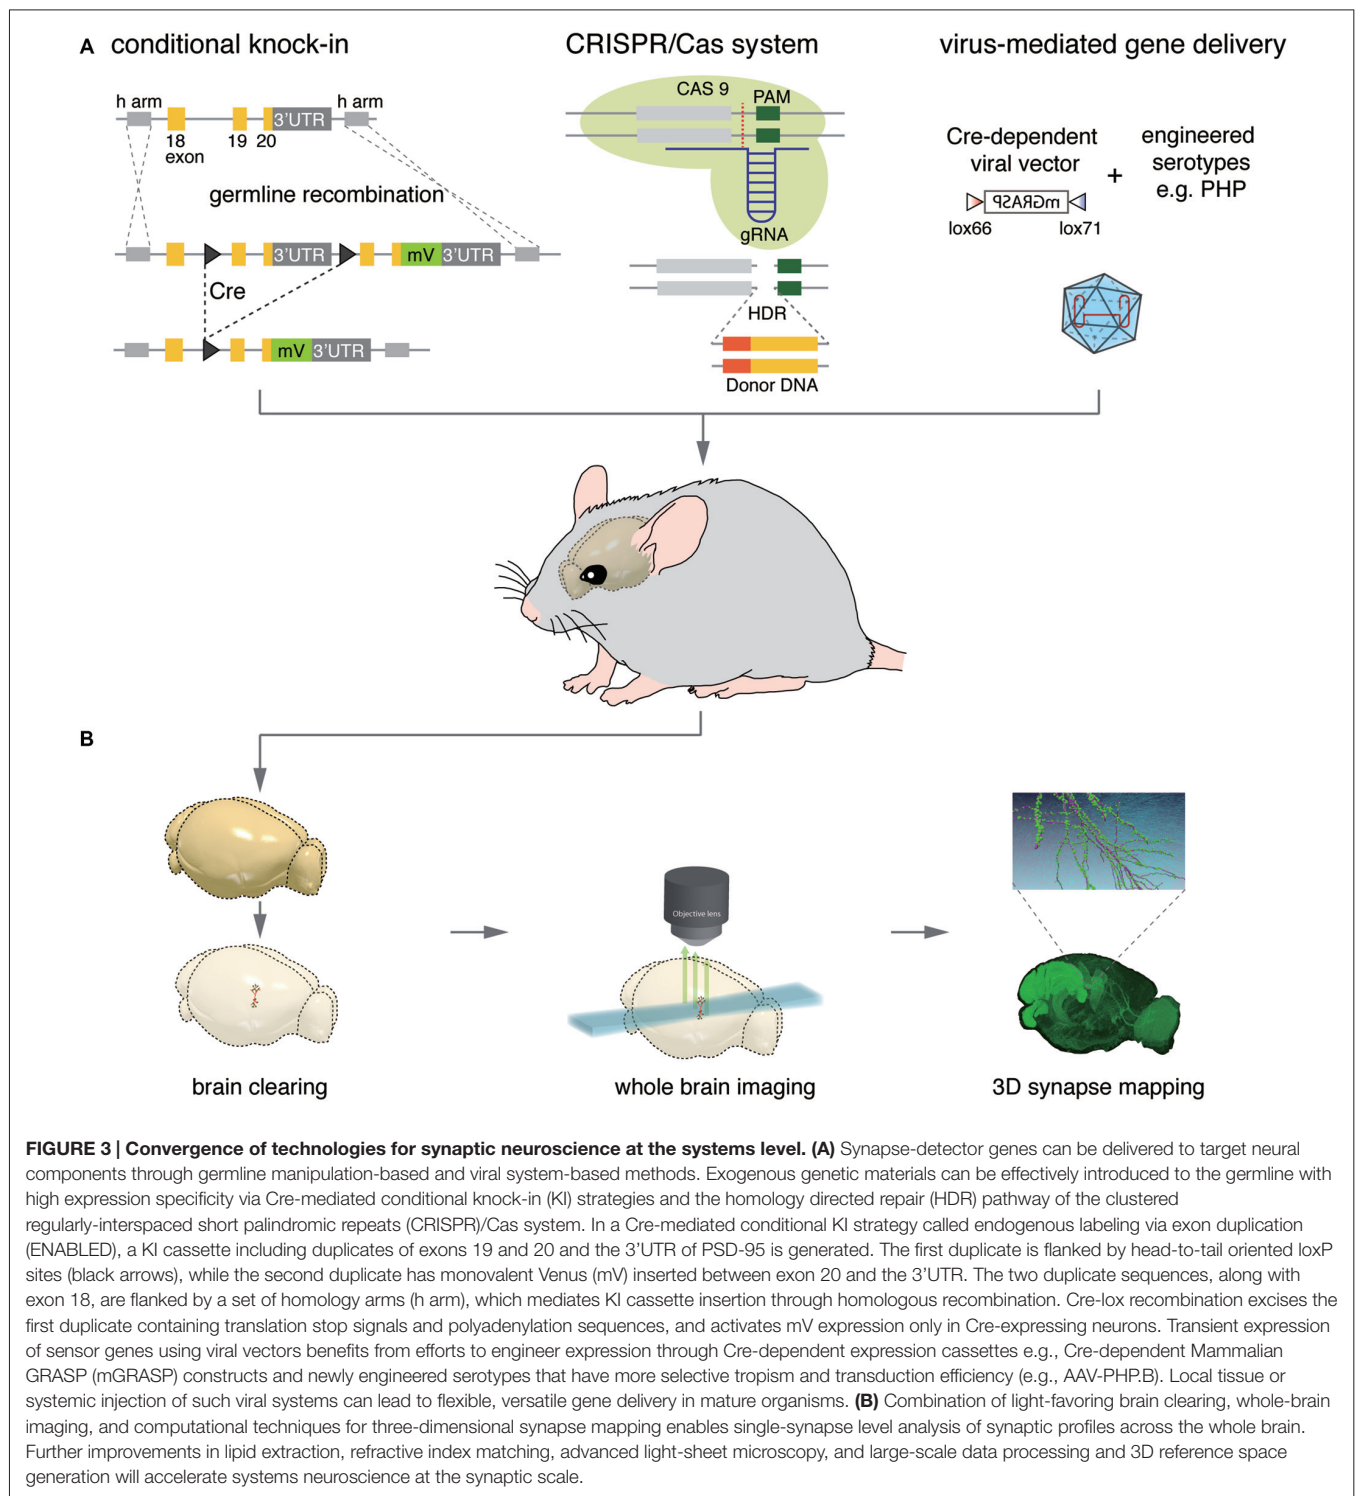 A conditional knock-in
CRISPR/Cas system
virus-mediated gene delivery
h arm
h arm
3'UTR
18
exon
19
20
germline recombination
3'UTR
mV
3'UTR
Cre
mV
3'UTR
CAS 9
PAM
gRNA
HDR
Donor DNA
Cre-dependent
viral vector
+
engineered
serotypes
e.g. PHP
mGRASP
lox66
lox71
B
Objective lens
brain clearing
whole brain imaging
3D synapse mapping
FIGURE 3 | Convergence of technologies for synaptic neuroscience at the systems level. (A) Synapse-detector genes can be delivered to target neural
components through germline manipulation-based and viral system-based methods. Exogenous genetic materials can be effectively introduced to the germline with
high expression specificity via Cre-mediated conditional knock-in (KI) strategies and the homology directed repair (HDR) pathway of the clustered
regularly-interspaced short palindromic repeats (CRISPR)/Cas system. In a Cre-mediated conditional KI strategy called endogenous labeling via exon duplication
(ENABLED), a KI cassette including duplicates of exons 19 and 20 and the 3'UTR of PSD-95 is generated. The first duplicate is flanked by head-to-tail oriented loxP
sites (black arrows), while the second duplicate has monovalent Venus (mV) inserted between exon 20 and the 3'UTR. The two duplicate sequences, along with
exon 18, are flanked by a set of homology arms (h arm), which mediates KI cassette insertion through homologous recombination. Cre-lox recombination excises the
first duplicate containing translation stop signals and polyadenylation sequences, and activates mV expression only in Cre-expressing neurons. Transient expression
of sensor genes using viral vectors benefits from efforts to engineer expression through Cre-dependent expression cassettes e.g., Cre-dependent Mammalian
GRASP (mGRASP) constructs and newly engineered serotypes that have more selective tropism and transduction efficiency (e.g., AAV-PHP.B). Local tissue or
systemic injection of such viral systems can lead to flexible, versatile gene delivery in mature organisms. (B) Combination of light-favoring brain clearing, whole-brain
imaging, and computational techniques for three-dimensional synapse mapping enables single-synapse level analysis of synaptic profiles across the whole brain.
Further improvements in lipid extraction, refractive index matching, advanced light-sheet microscopy, and large-scale data processing and 3D reference space
generation will accelerate systems neuroscience at the synaptic scale.